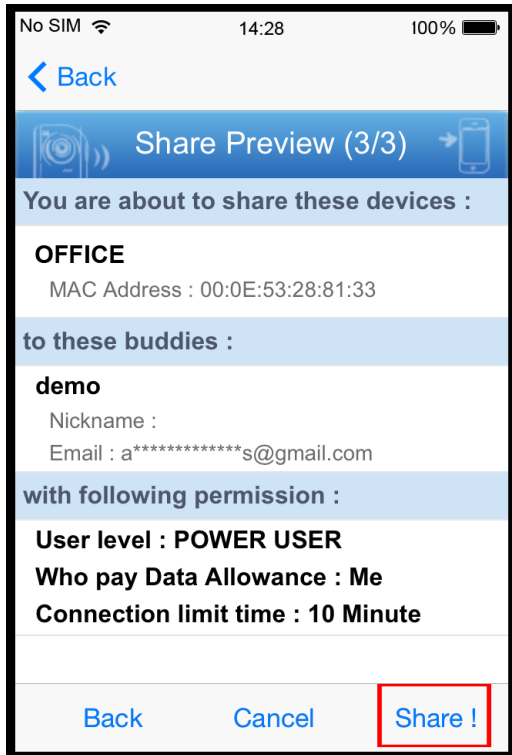 No SIM 14:28 100%
Back
Share Preview (3/3)
You are about to share these devices :
OFFICE
MAC Address : 00:0E:53:28:81:33
to these buddies :
demo
Nickname :
Email : a*************s@gmail.com
with following permission :
User level : POWER USER
Who pay Data Allowance : Me
Connection limit time : 10 Minute
Back Cancel Share !